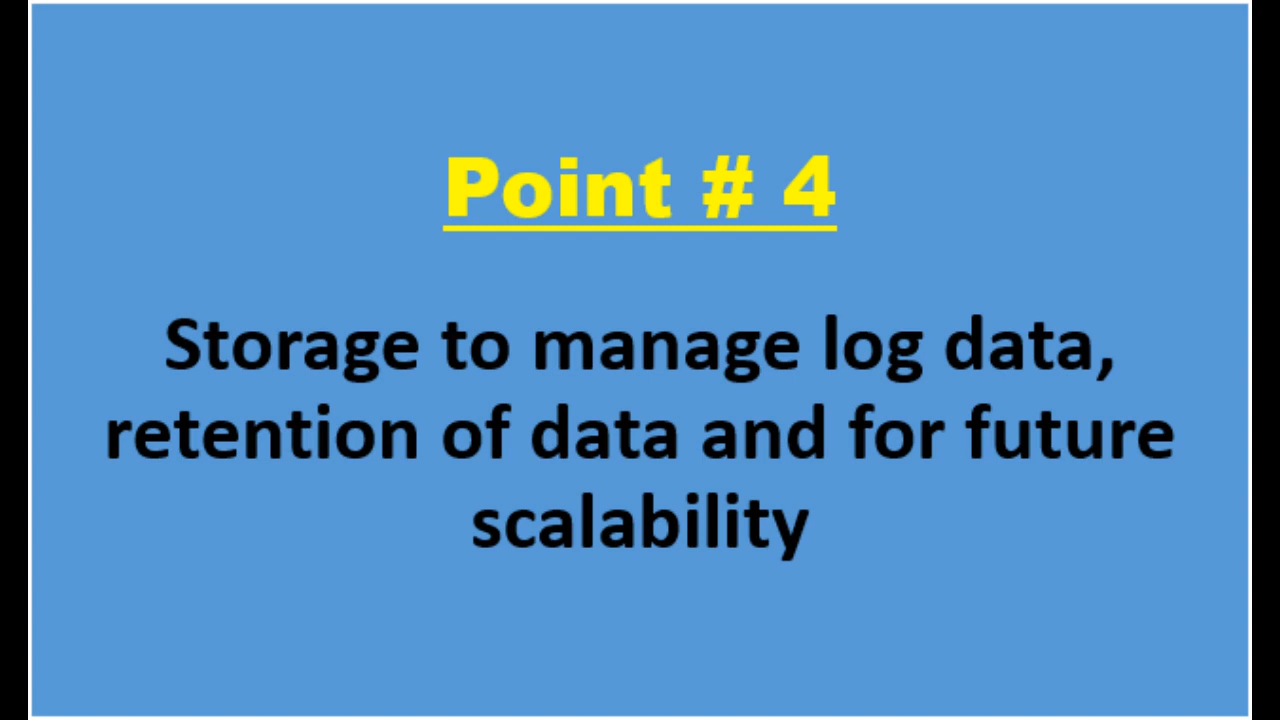 Point # 4
Storage to manage log data,
retention of data and for future
scalability